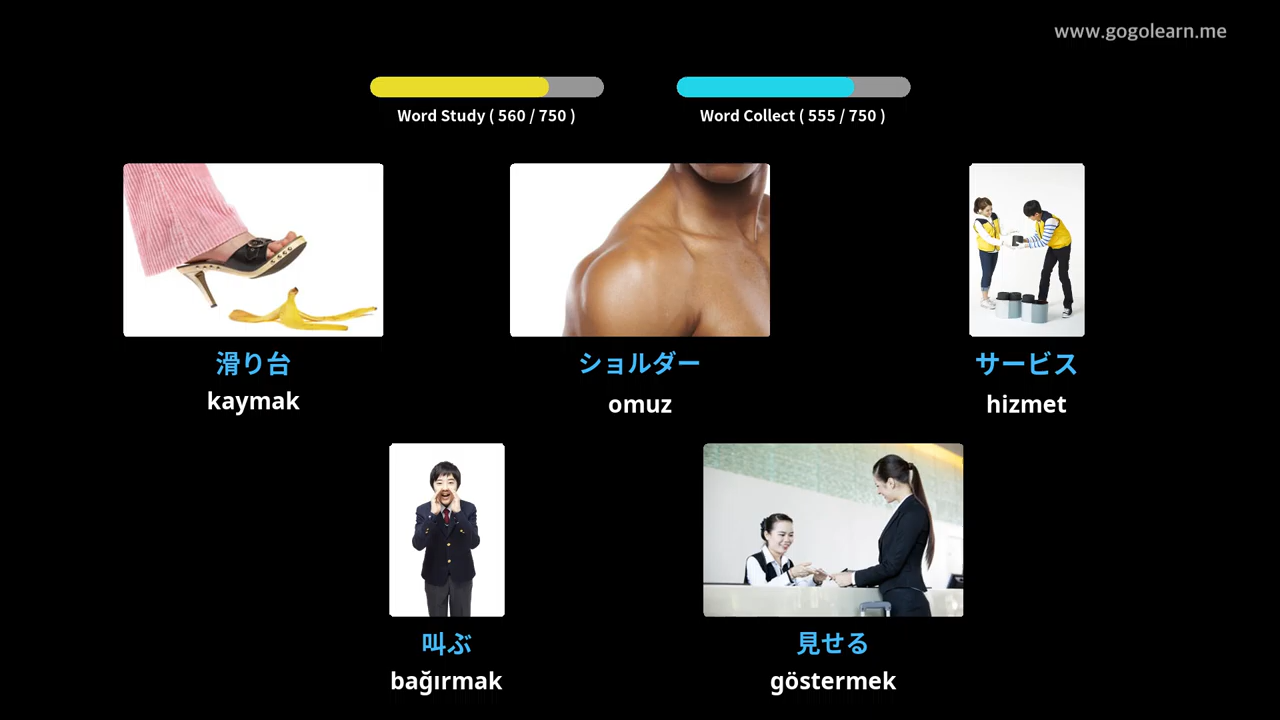 www.gogolearn.me
Word Study ( 560 / 750 )
Word Collect ( 555 / 750 )
滑り台
kaymak
ショルダー
omuz
サービス
hizmet
叫ぶ
bağırmak
見せる
göstermek